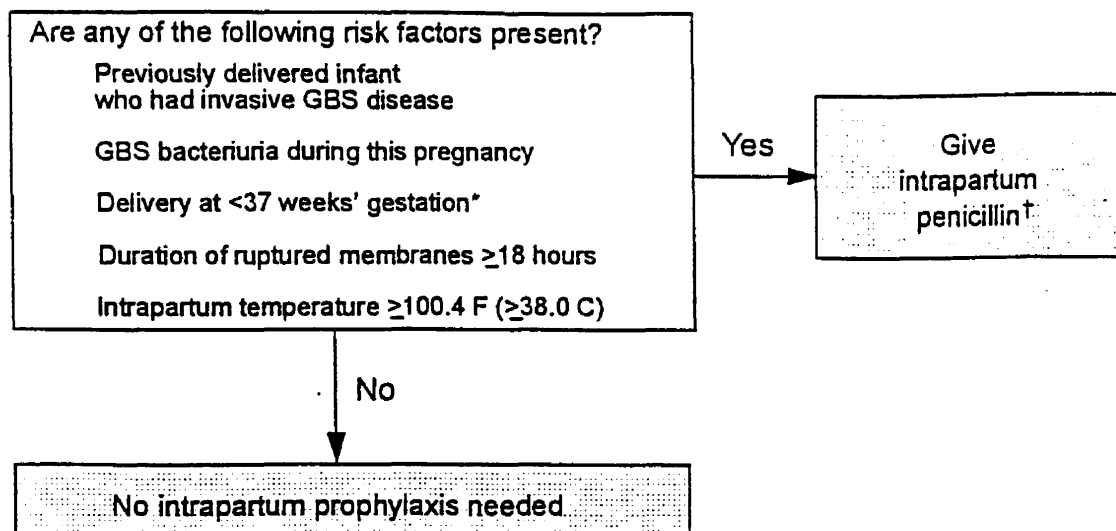 Are any of the following risk factors present?
Previously delivered infant
who had invasive GBS disease
GBS bacteriuria during this pregnancy
Delivery at <37 weeks' gestation*
Duration of ruptured membranes ≥18 hours
Intrapartum temperature ≥100.4 F (≥38.0 C)
Yes
Give
intrapartum
penicillin†
No
No intrapartum prophylaxis needed